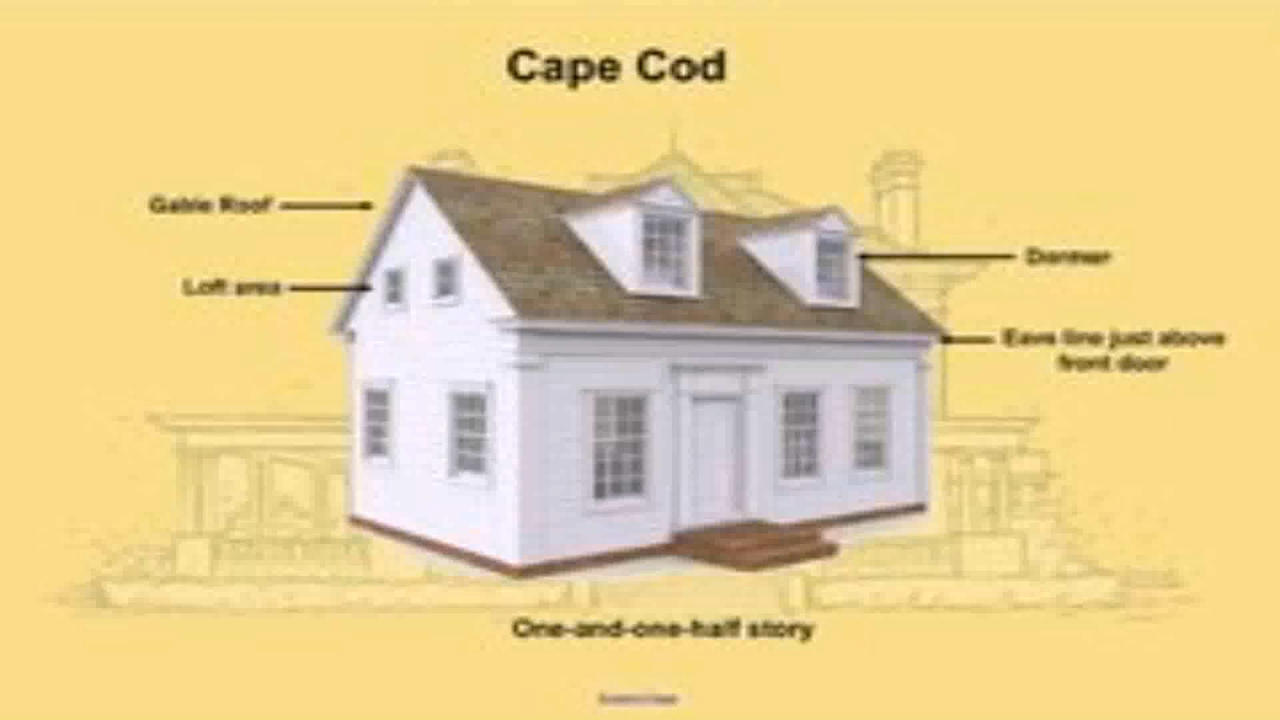 Cape Cod
Gable Roof
Loft area
Dormer
Eave line just above
front door
One-and-one-half story